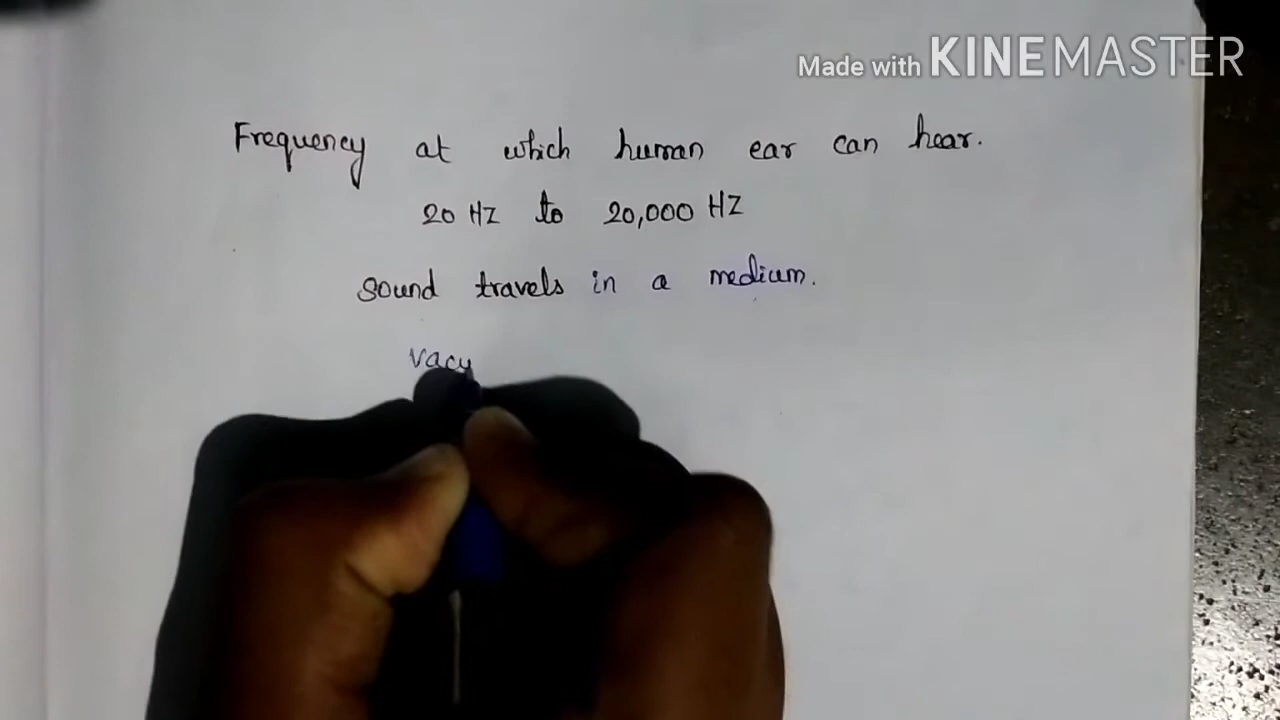 Made with KINEMASTER
Frequency at which human ear can hear.
20 HZ to 20,000 HZ
Sound travels in a medium.
vacu